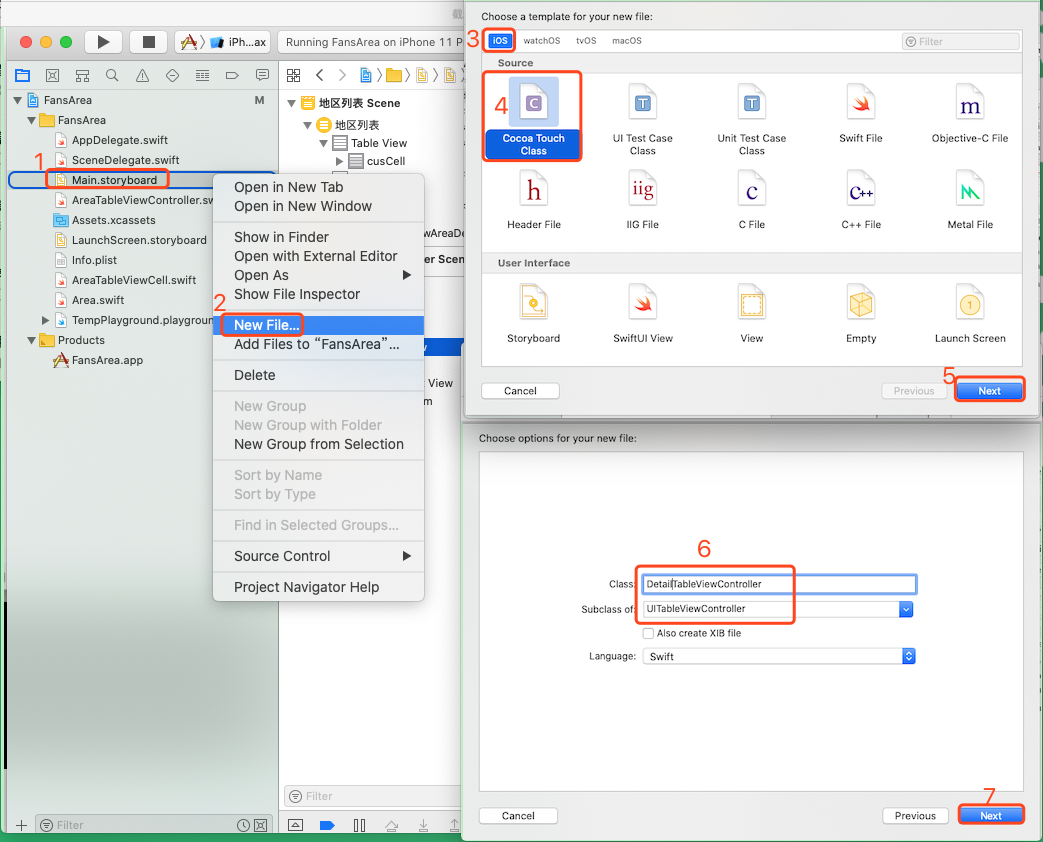 iPh...ax
Running FansArea on iPhone 11 P
FansArea
M
FansArea
AppDelegate.swift
SceneDelegate.swift
1
Main.storyboard
AreaTableViewController.sw
Assets.xcassets
LaunchScreen.storyboard
Info.plist
AreaTableViewCell.swift
Area.swift
TempPlayground.playgroun
Products
FansArea.app
Filter
地区列表 Scene
地区列表
Table View
cusCell
Open in New Tab
Open in New Window
Show in Finder
Open with External Editor
Open As
Show File Inspector
2
New File...
Add Files to “FansArea”...
Delete
New Group
New Group with Folder
New Group from Selection
Sort by Name
Sort by Type
Find in Selected Groups...
Source Control
Project Navigator Help
wAreaDe
er Scen
View
m
Filter
Choose a template for your new file:
3
iOS
watchOS
tvOS
macOS
Filter
Source
4
C
Cocoa Touch
Class
T
UI Test Case
Class
T
Unit Test Case
Class
Swift File
m
Objective-C File
h
Header File
iig
IIG File
c
C File
c++
C++ File
Metal File
User Interface
Storyboard
SwiftUI View
View
Empty
1
Launch Screen
Cancel
Previous
5
Next
Choose options for your new file:
6
Class:
DetailTableViewController
Subclass of:
UITableViewController
Also create XIB file
Language:
Swift
Cancel
Previous
7
Next